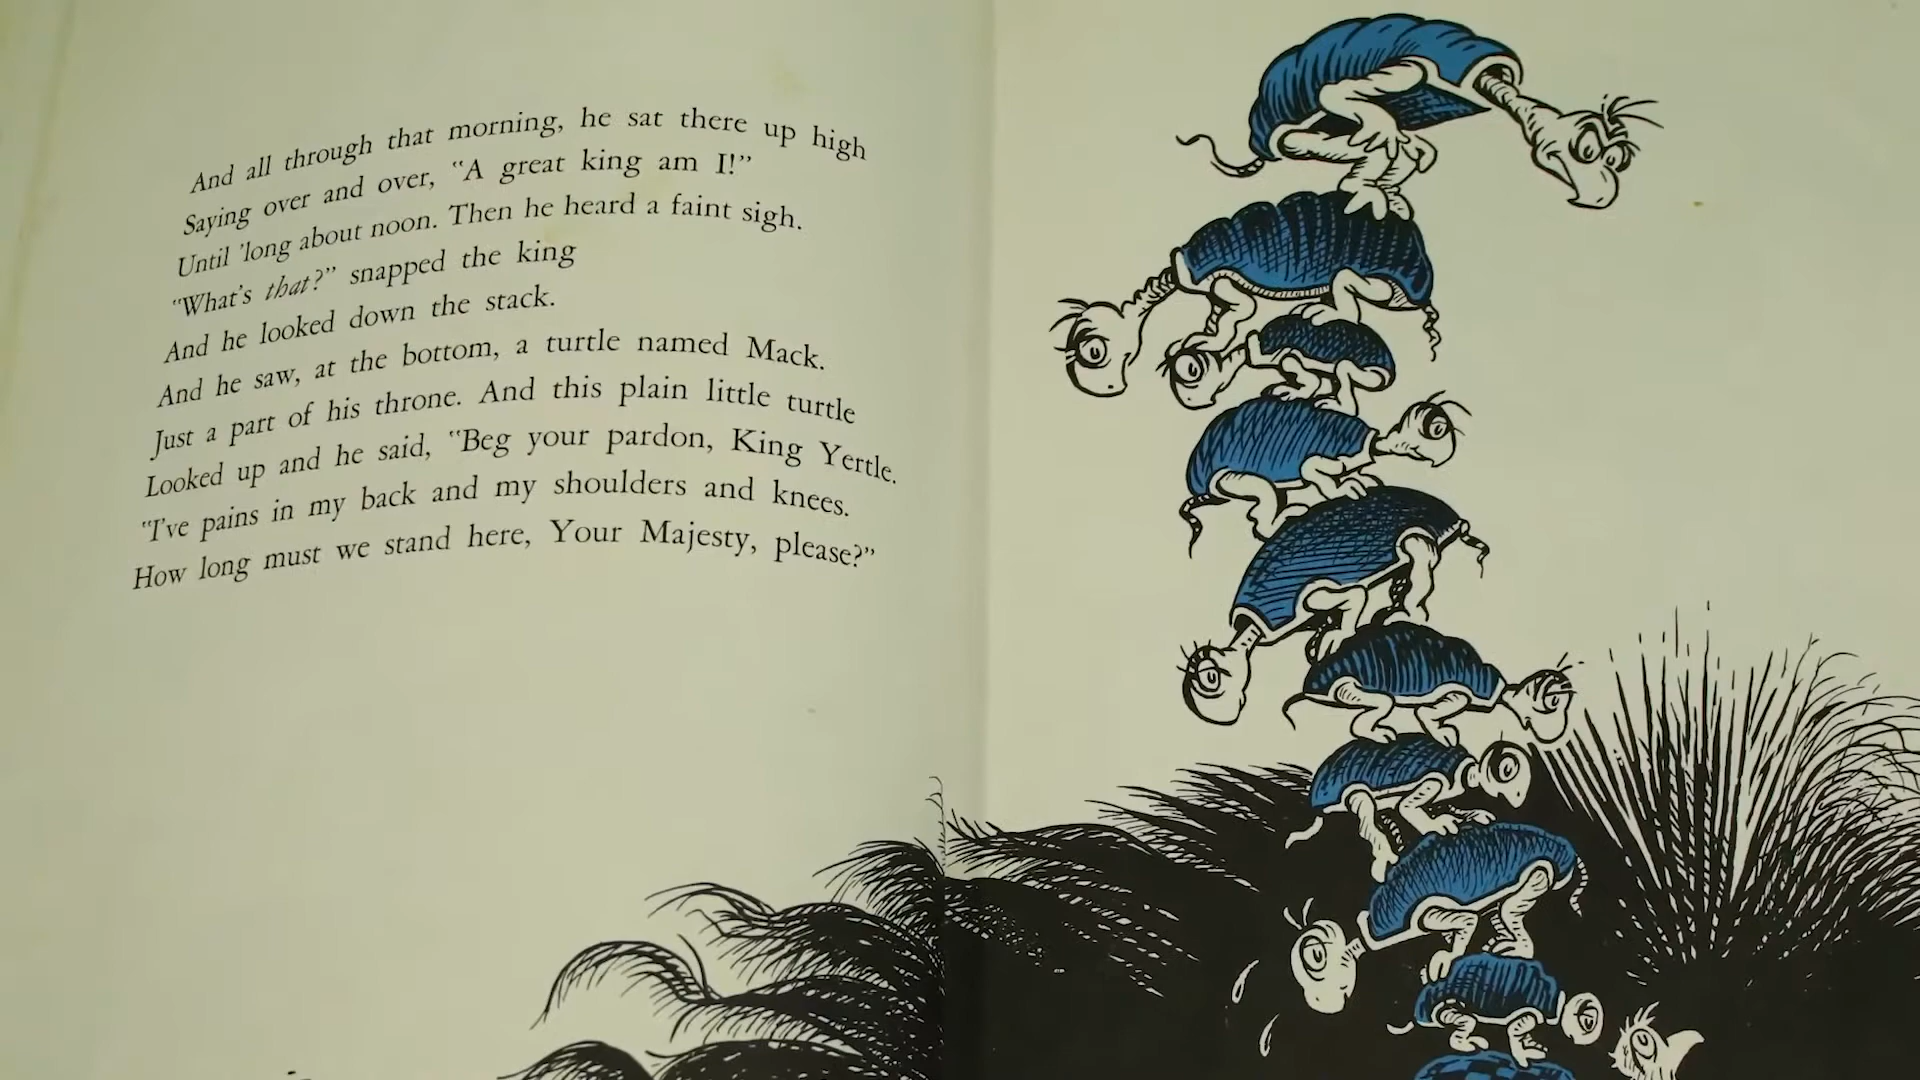 And all through that morning, he sat there up high
Saying over and over, "A great king am I!"
Until 'long about noon. Then he heard a faint sigh.
"What's that?" snapped the king
And he looked down the stack.
And he saw, at the bottom, a turtle named Mack.
Just a part of his throne. And this plain little turtle
Looked up and he said, "Beg your pardon, King Yertle.
"I've pains in my back and my shoulders and knees.
How long must we stand here, Your Majesty, please?"